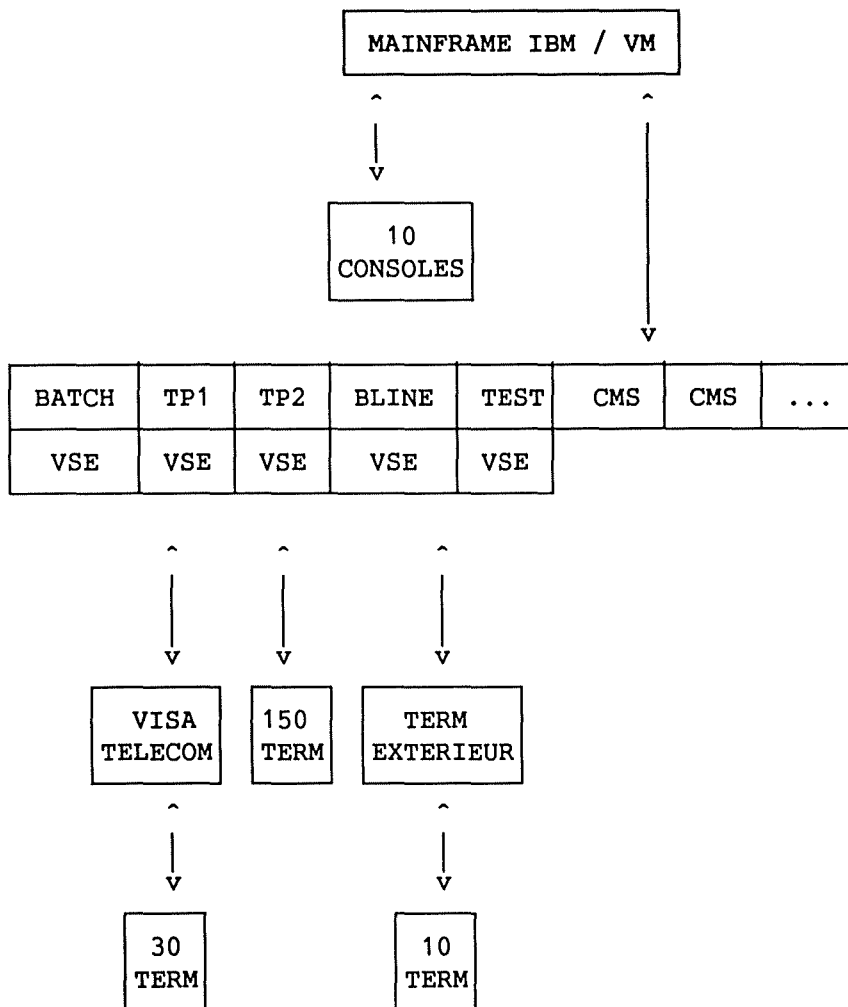 MAINFRAME IBM / VM
10
CONSOLES
BATCH TP1 TP2 BLINE TEST CMS CMS ...
VSE VSE VSE VSE VSE
VISA
TELECOM
150
TERM
TERM
EXTERIEUR
30
TERM
10
TERM